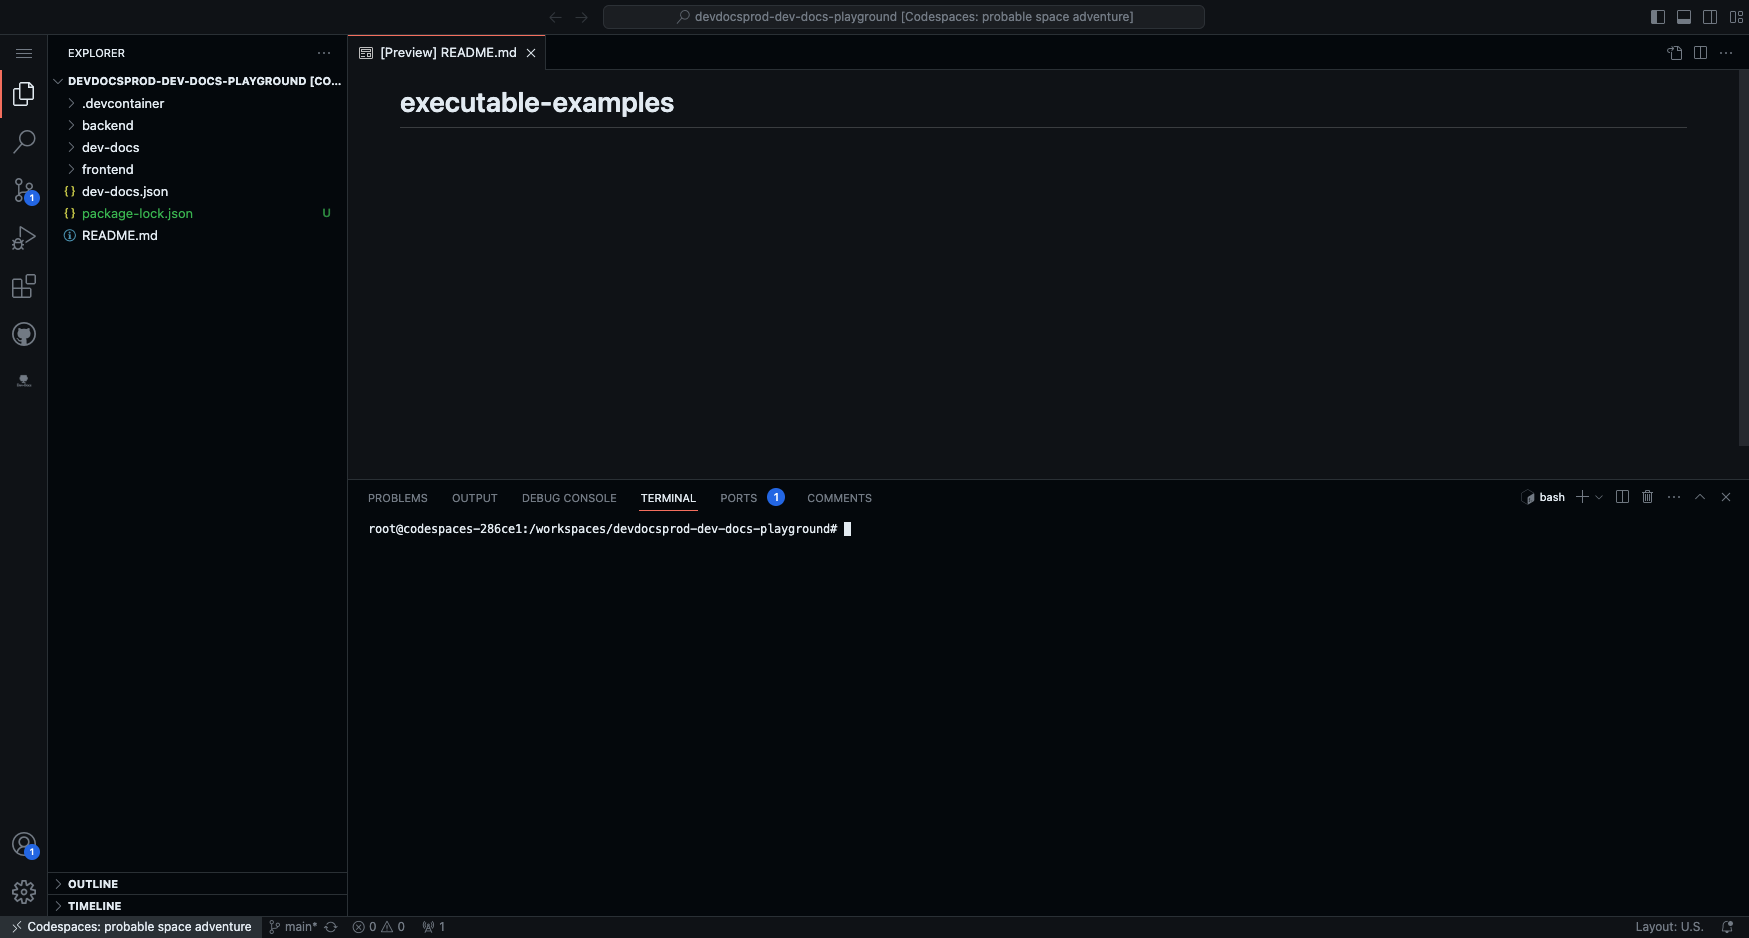 devdocsprod-dev-docs-playground [Codespaces: probable space adventure]
EXPLORER
DEVDOCSPROD-DEV-DOCS-PLAYGROUND [CO...
.devcontainer
backend
dev-docs
frontend
{} dev-docs.json
{} package-lock.json U
README.md
[Preview] README.md
executable-examples
PROBLEMS OUTPUT DEBUG CONSOLE TERMINAL PORTS 1 COMMENTS
bash
root@codespaces-286ce1:/workspaces/devdocsprod-dev-docs-playground#
1
1
OUTLINE
TIMELINE
Codespaces: probable space adventure main* 0 0 1 Layout: U.S.